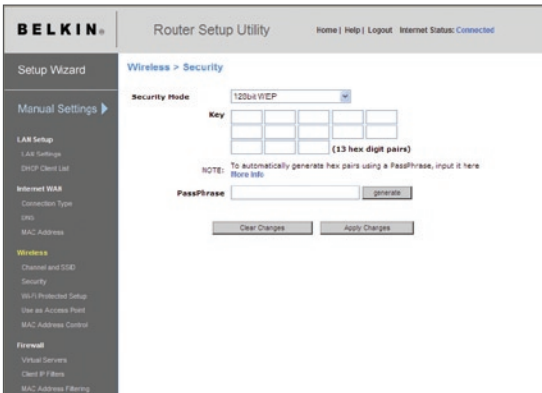 BELKIN®
Router Setup Utility
Home | Help | Logout Internet Status: Connected
Setup Wizard
Manual Settings
LAN Setup
LAN Settings
DHCP Client List
Internet WAN
Connection Type
DNS
MAC Address
Wireless
Channel and SSID
Security
Wi-Fi Protected Setup
Use as Access Point
MAC Address Control
Firewall
Virtual Servers
Client IP Filters
MAC Address Filtering
Wireless > Security
Security Mode 128bit WEP
Key
(13 hex digit pairs)
NOTE: To automatically generate hex pairs using a PassPhrase, input it here
More Info
PassPhrase generate
Clear Changes Apply Changes